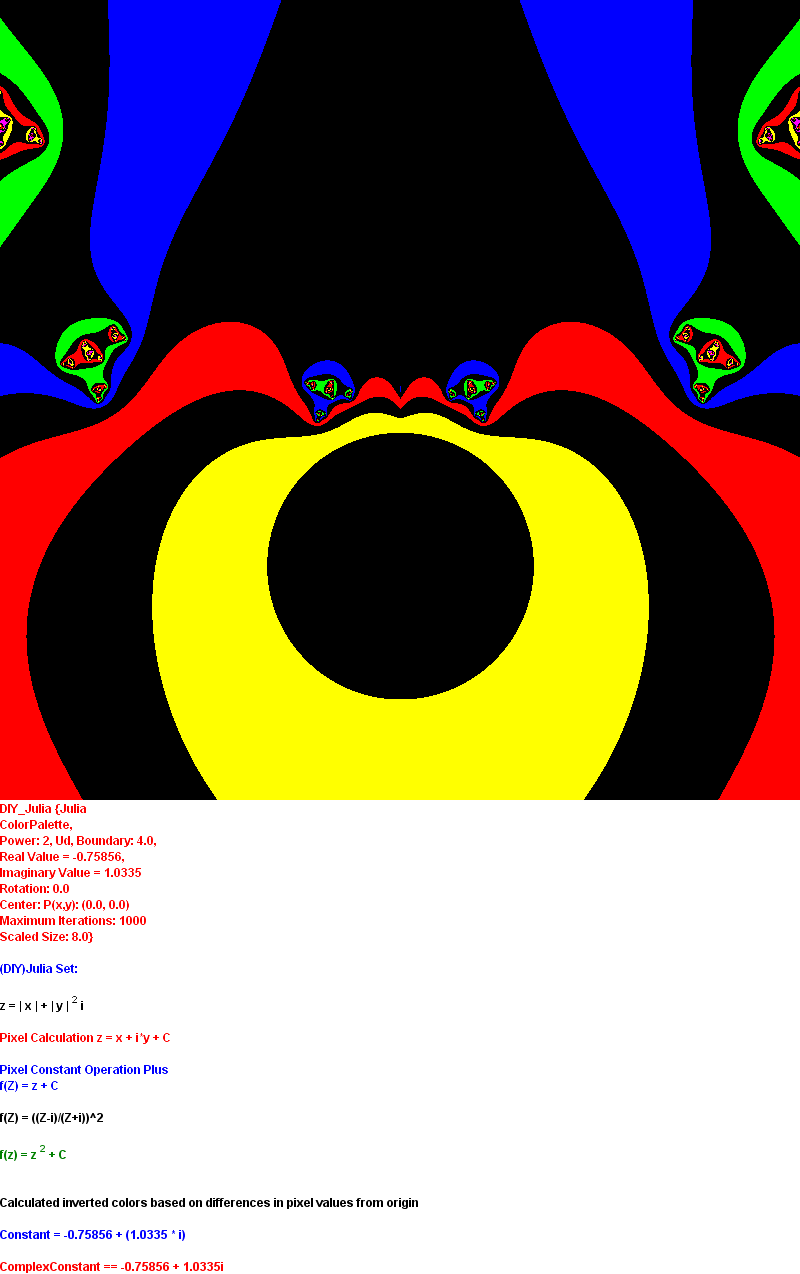 DIY_Julia {Julia
ColorPalette,
Power: 2, Ud, Boundary: 4.0,
Real Value = -0.75856,
Imaginary Value = 1.0335
Rotation: 0.0
Center: P(x,y): (0.0, 0.0)
Maximum Iterations: 1000
Scaled Size: 8.0}
(DIY)Julia Set:
z = | x | + | y | 2 i
Pixel Calculation z = x + i*y + C
Pixel Constant Operation Plus
f(Z) = z + C
f(Z) = ((Z-i)/(Z+i))^2
f(z) = z 2 + C
Calculated inverted colors based on differences in pixel values from origin
Constant = -0.75856 + (1.0335 * i)
ComplexConstant == -0.75856 + 1.0335i